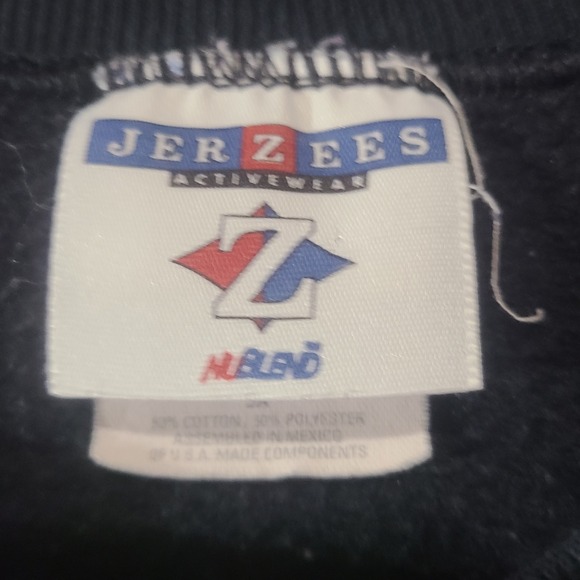 JERZEES
ACTIVEWEAR
Z
NUBLEND
50% COTTON / 50% POLYESTER
ASSEMBLED IN MEXICO
OF U.S.A. MADE COMPONENTS